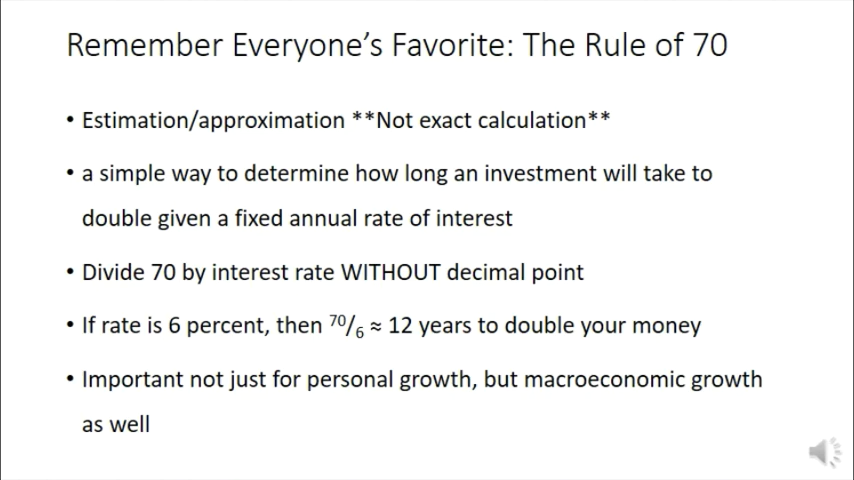 Remember Everyone's Favorite: The Rule of 70
• Estimation/approximation **Not exact calculation**
• a simple way to determine how long an investment will take to
double given a fixed annual rate of interest
• Divide 70 by interest rate WITHOUT decimal point
• If rate is 6 percent, then ⁷⁰/₆ ≈ 12 years to double your money
• Important not just for personal growth, but macroeconomic growth
as well